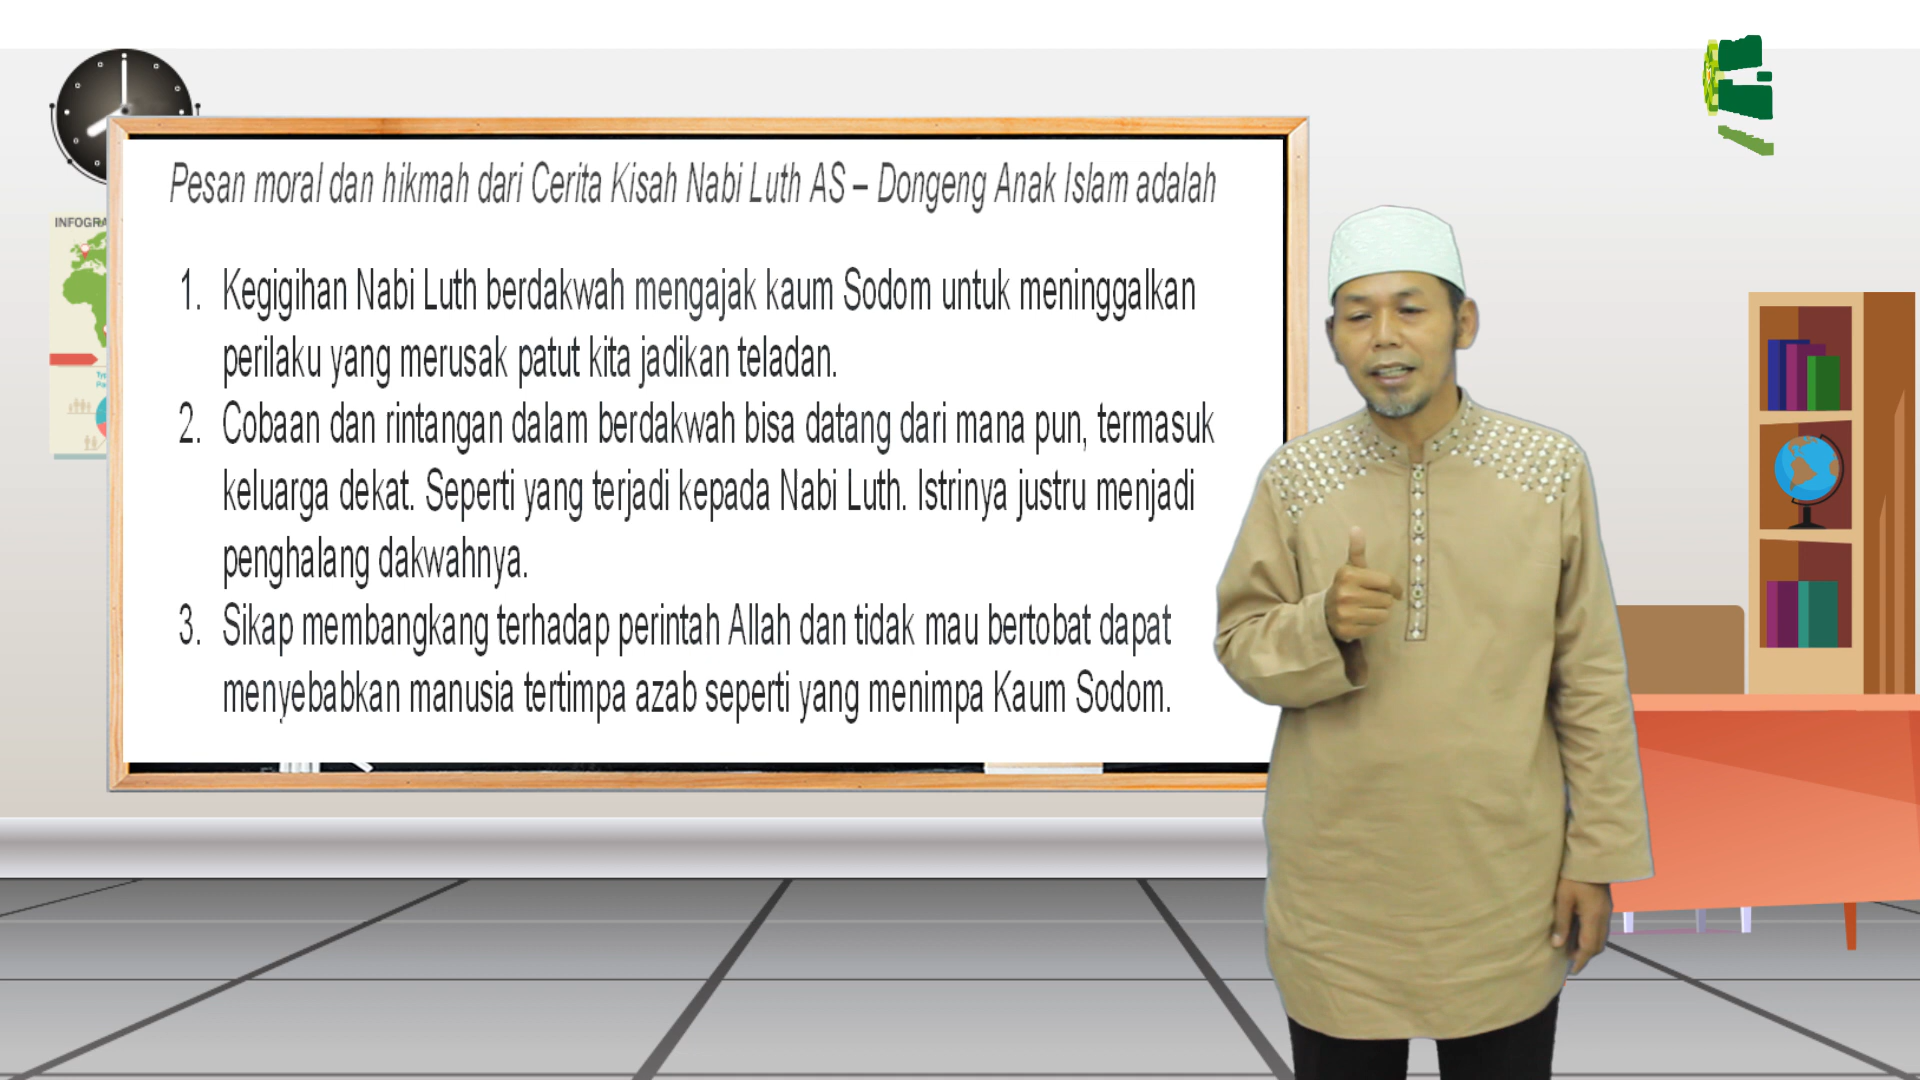 Pesan moral dan hikmah dari Cerita Kisah Nabi Luth AS – Dongeng Anak Islam adalah
1. Kegigihan Nabi Luth berdakwah mengajak kaum Sodom untuk meninggalkan
perilaku yang merusak patut kita jadikan teladan.
2. Cobaan dan rintangan dalam berdakwah bisa datang dari mana pun, termasuk
keluarga dekat. Seperti yang terjadi kepada Nabi Luth. Istrinya justru menjadi
penghalang dakwahnya.
3. Sikap membangkang terhadap perintah Allah dan tidak mau bertobat dapat
menyebabkan manusia tertimpa azab seperti yang menimpa Kaum Sodom.
INFOGRA